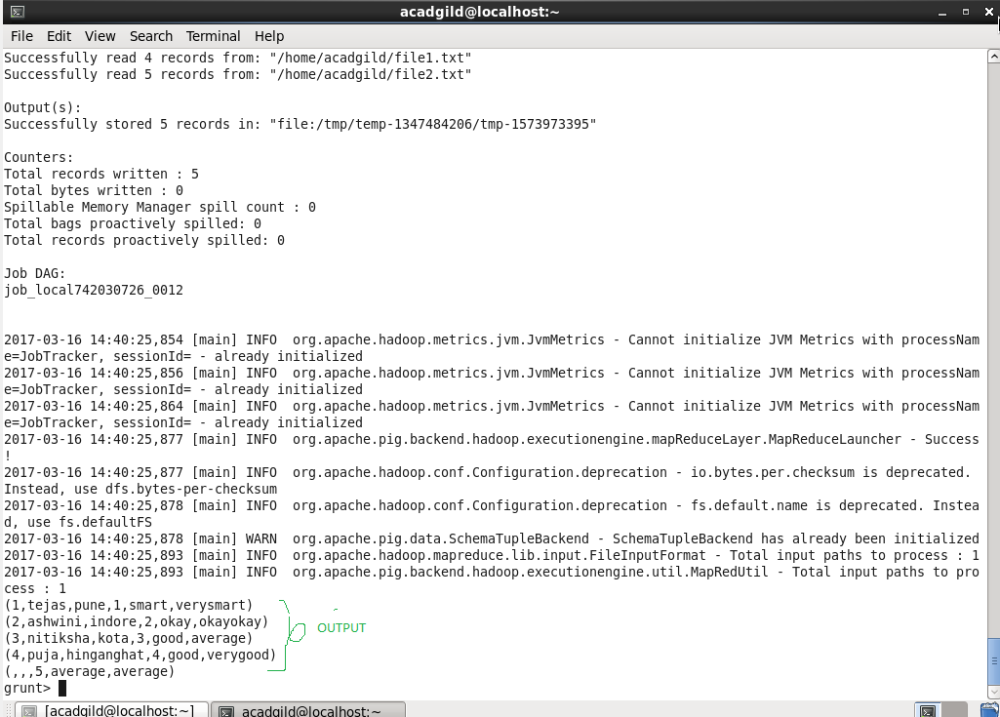 acadgild@localhost:~
File Edit View Search Terminal Help
Successfully read 4 records from: "/home/acadgild/file1.txt"
Successfully read 5 records from: "/home/acadgild/file2.txt"
Output(s):
Successfully stored 5 records in: "file:/tmp/temp-1347484206/tmp-1573973395"
Counters:
Total records written : 5
Total bytes written : 0
Spillable Memory Manager spill count : 0
Total bags proactively spilled: 0
Total records proactively spilled: 0
Job DAG:
job_local742030726_0012
2017-03-16 14:40:25,854 [main] INFO  org.apache.hadoop.metrics.jvm.JvmMetrics - Cannot initialize JVM Metrics with processNam
e=JobTracker, sessionId= - already initialized
2017-03-16 14:40:25,856 [main] INFO  org.apache.hadoop.metrics.jvm.JvmMetrics - Cannot initialize JVM Metrics with processNam
e=JobTracker, sessionId= - already initialized
2017-03-16 14:40:25,864 [main] INFO  org.apache.hadoop.metrics.jvm.JvmMetrics - Cannot initialize JVM Metrics with processNam
e=JobTracker, sessionId= - already initialized
2017-03-16 14:40:25,877 [main] INFO  org.apache.pig.backend.hadoop.executionengine.mapReduceLayer.MapReduceLauncher - Success
!
2017-03-16 14:40:25,877 [main] INFO  org.apache.hadoop.conf.Configuration.deprecation - io.bytes.per.checksum is deprecated.
Instead, use dfs.bytes-per-checksum
2017-03-16 14:40:25,878 [main] INFO  org.apache.hadoop.conf.Configuration.deprecation - fs.default.name is deprecated. Instea
d, use fs.defaultFS
2017-03-16 14:40:25,878 [main] WARN  org.apache.pig.data.SchemaTupleBackend - SchemaTupleBackend has already been initialized
2017-03-16 14:40:25,893 [main] INFO  org.apache.hadoop.mapreduce.lib.input.FileInputFormat - Total input paths to process : 1
2017-03-16 14:40:25,893 [main] INFO  org.apache.pig.backend.hadoop.executionengine.util.MapRedUtil - Total input paths to pro
cess : 1
(1,tejas,pune,1,smart,verysmart)
(2,ashwini,indore,2,okay,okayokay)
OUTPUT
(3,nitiksha,kota,3,good,average)
(4,puja,hinganghat,4,good,verygood)
(,,,5,average,average)
grunt>
[acadgild@localhost:~] acadgild@localhost:~